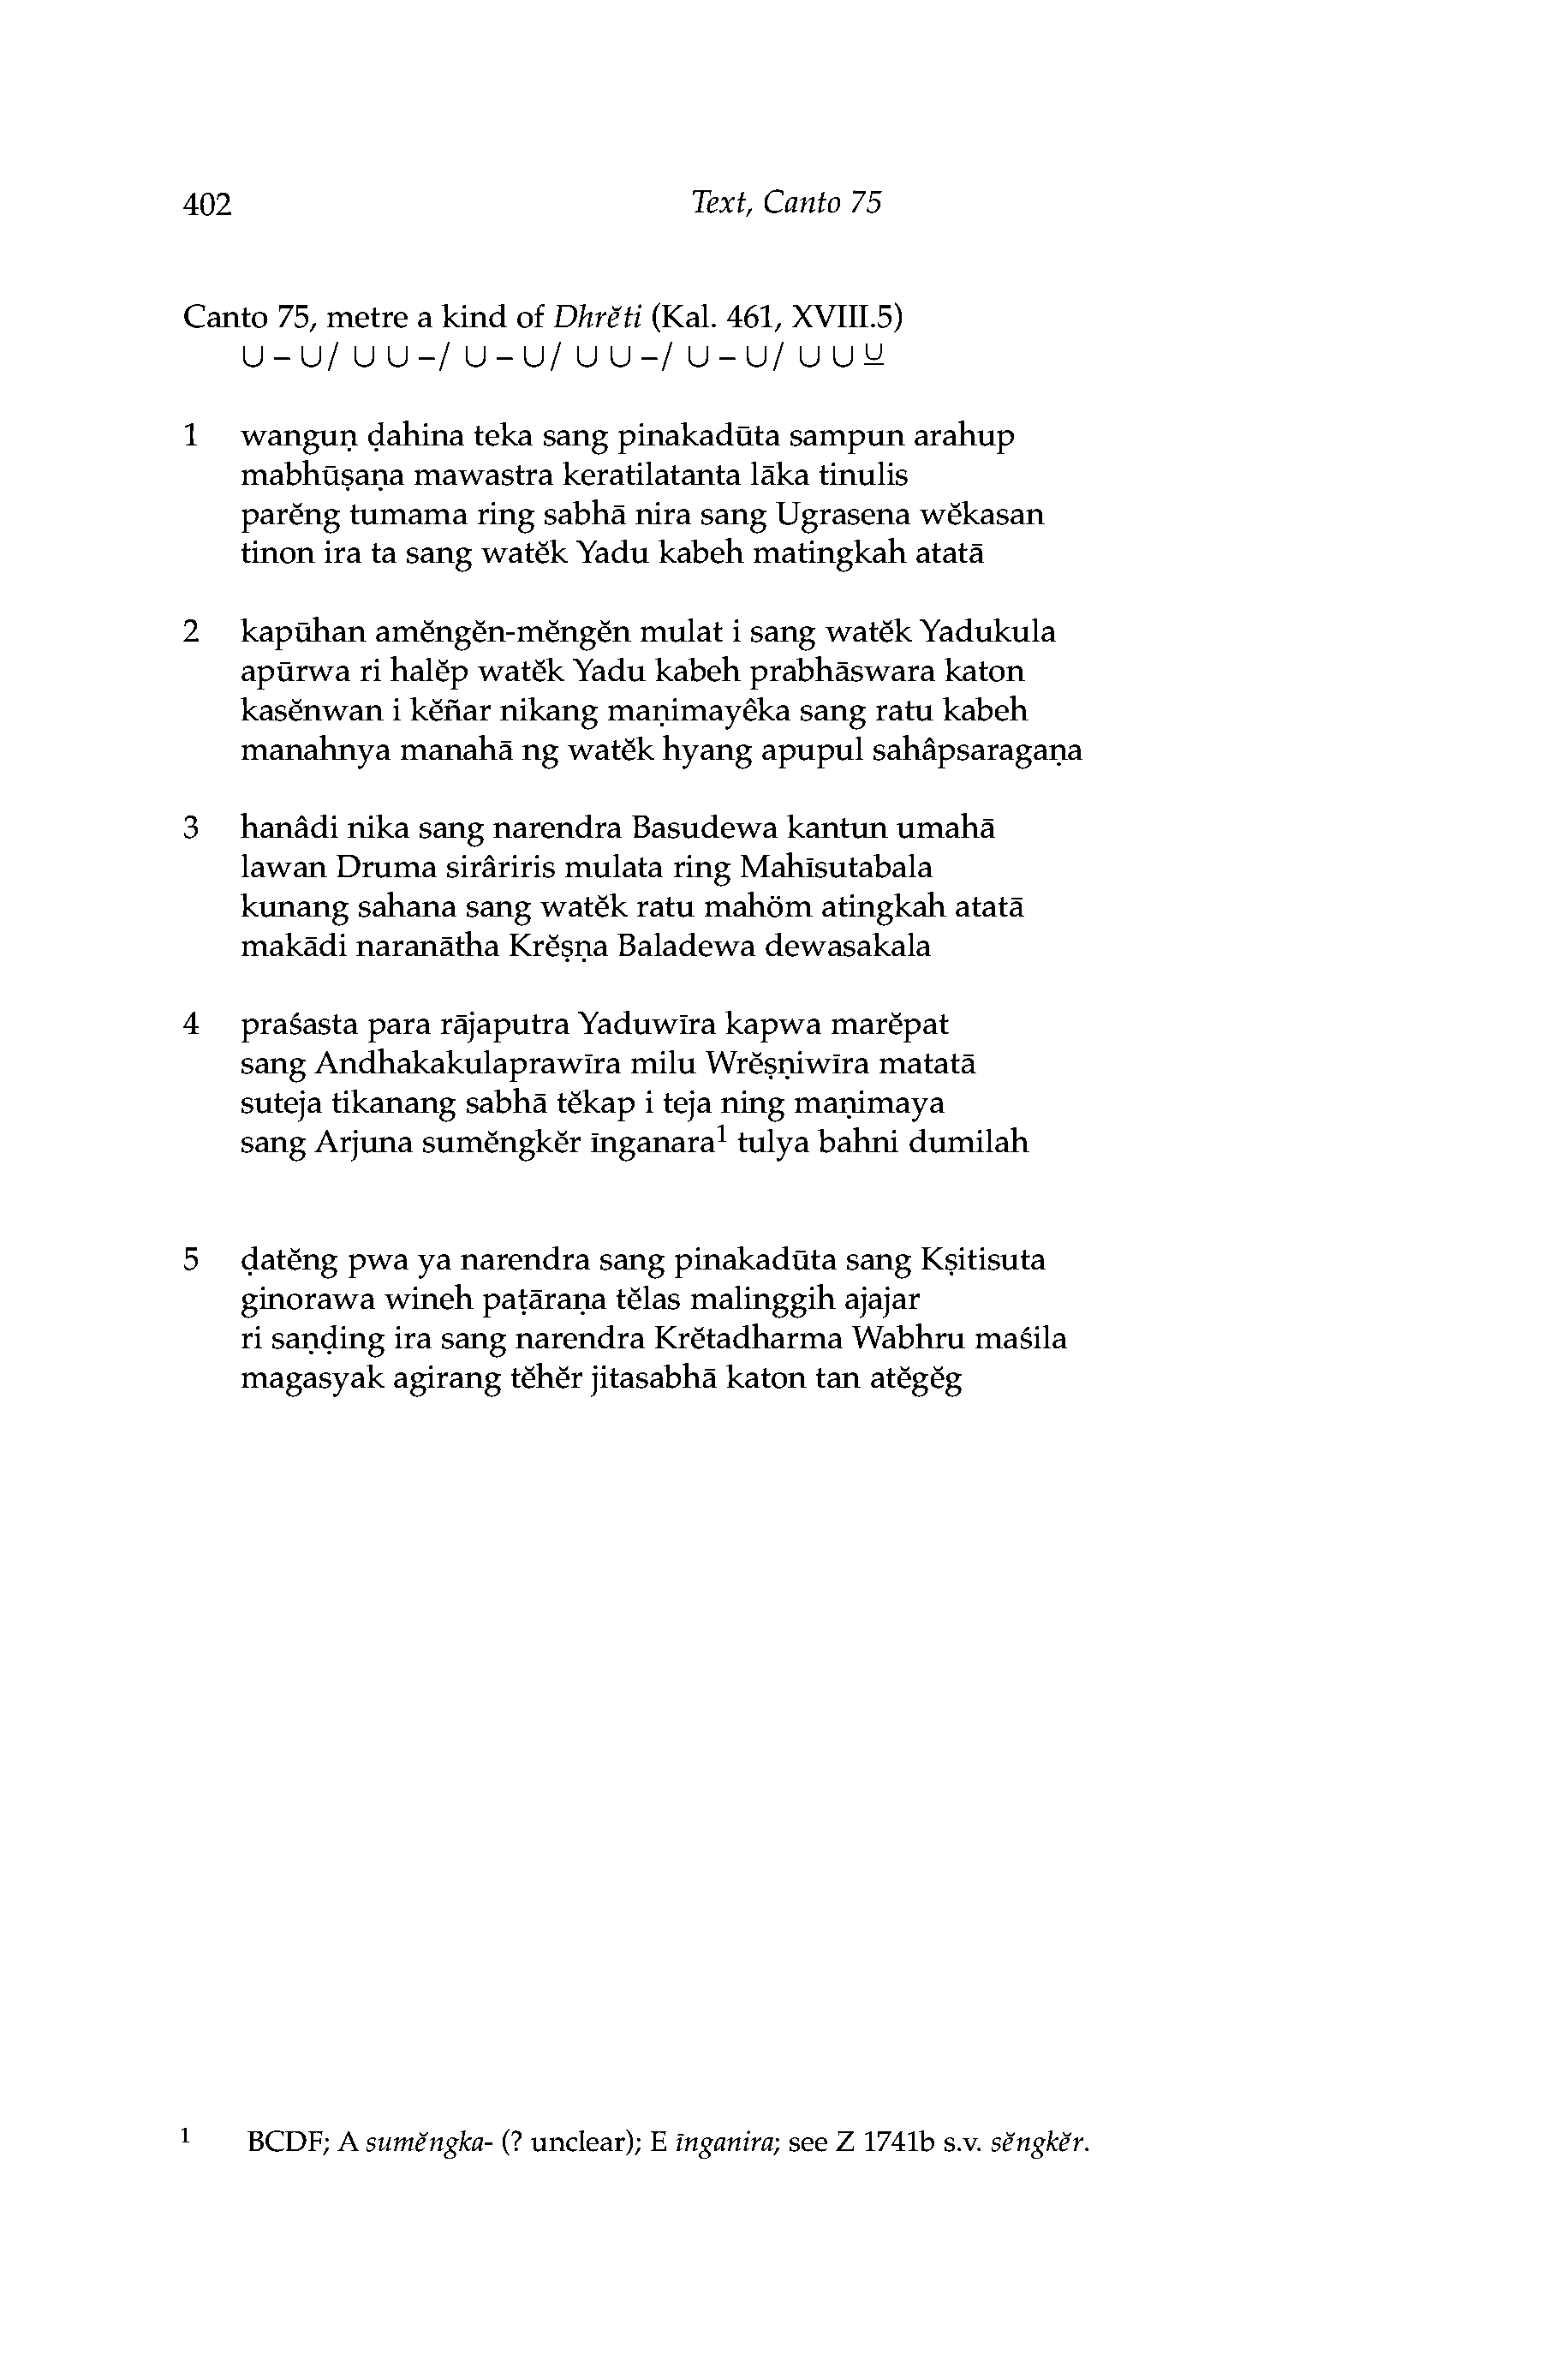 402
Text, Canto 75
Canto 75, metre a kind of Dhrĕti (Kal. 461, XVIII.5)
∪ – ∪/ ∪ ∪ –/ ∪ – ∪/ ∪ ∪ –/ ∪ – ∪/ ∪ ∪ ⊻
1 wanguṇ ḍahina teka sang pinakadūta sampun arahup
mabhūṣaṇa mawastra keratilatanta lāka tinulis
parĕng tumama ring sabhā nira sang Ugrasena wĕkasan
tinon ira ta sang watĕk Yadu kabeh matingkah atatā
2 kapūhan amĕngĕn-mĕngĕn mulat i sang watĕk Yadukula
apūrwa ri halĕp watĕk Yadu kabeh prabhāswara katon
kasĕnwan i kĕñar nikang maṇimayêka sang ratu kabeh
manahnya manahā ng watĕk hyang apupul sahâpsaragaṇa
3 hanâdi nika sang narendra Basudewa kantun umahā
lawan Druma sirâriris mulata ring Mahīsutabala
kunang sahana sang watĕk ratu mahöm atingkah atatā
makādi naranātha Krĕṣṇa Baladewa dewasakala
4 praśasta para rājaputra Yaduwīra kapwa marĕpat
sang Andhakakulaprawīra milu Wrĕṣṇiwīra matatā
suteja tikanang sabhā tĕkap i teja ning maṇimaya
sang Arjuna sumĕngkĕr īnganara¹ tulya bahni dumilah
5 ḍatĕng pwa ya narendra sang pinakadūta sang Kṣitisuta
ginorawa wineh paṭāraṇa tĕlas malinggih ajajar
ri saṇḍing ira sang narendra Krĕtadharma Wabhru maśila
magasyak agirang tĕhĕr jitasabhā katon tan atĕgĕg
¹ BCDF; A sumĕngka- (? unclear); E īnganira; see Z 1741b s.v. sĕngkĕr.